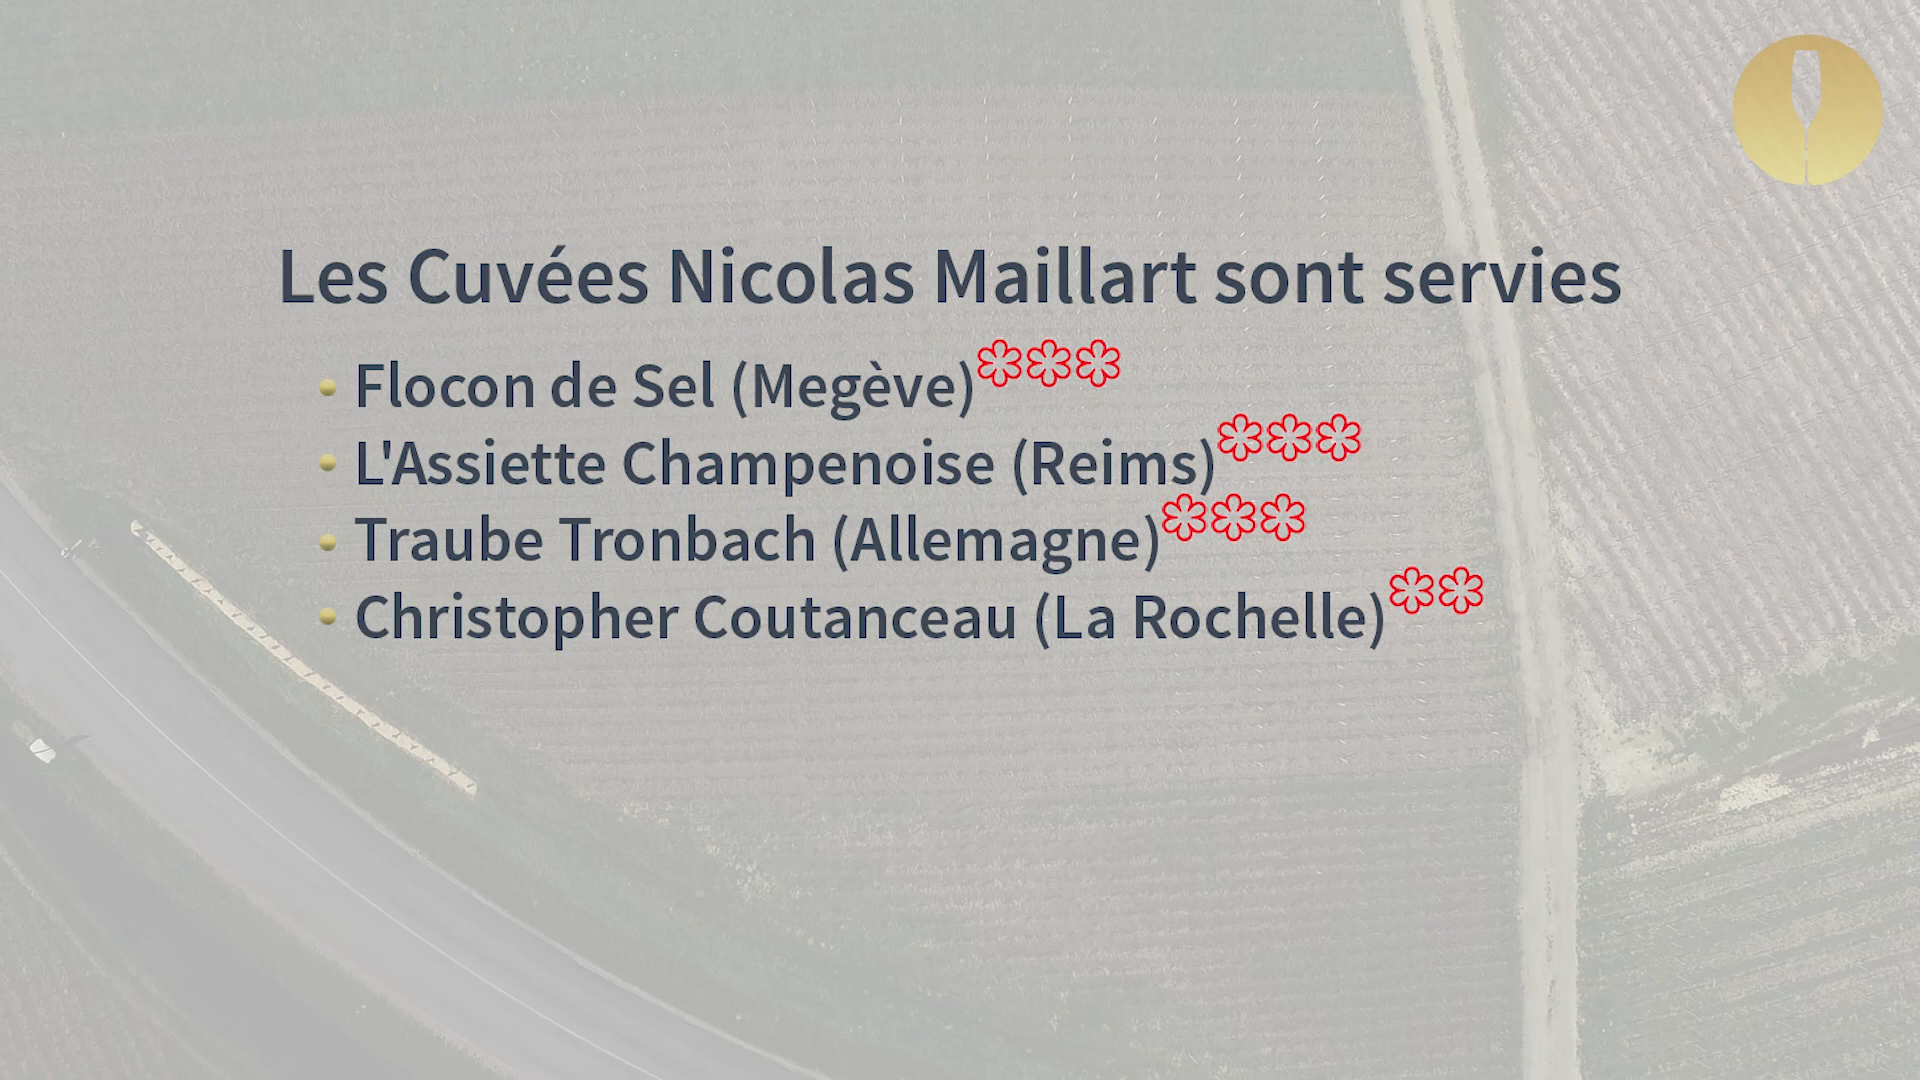 Les Cuvées Nicolas Maillart sont servies
Flocon de Sel (Megève)
L'Assiette Champenoise (Reims)
Traube Tronbach (Allemagne)
Christopher Coutanceau (La Rochelle)